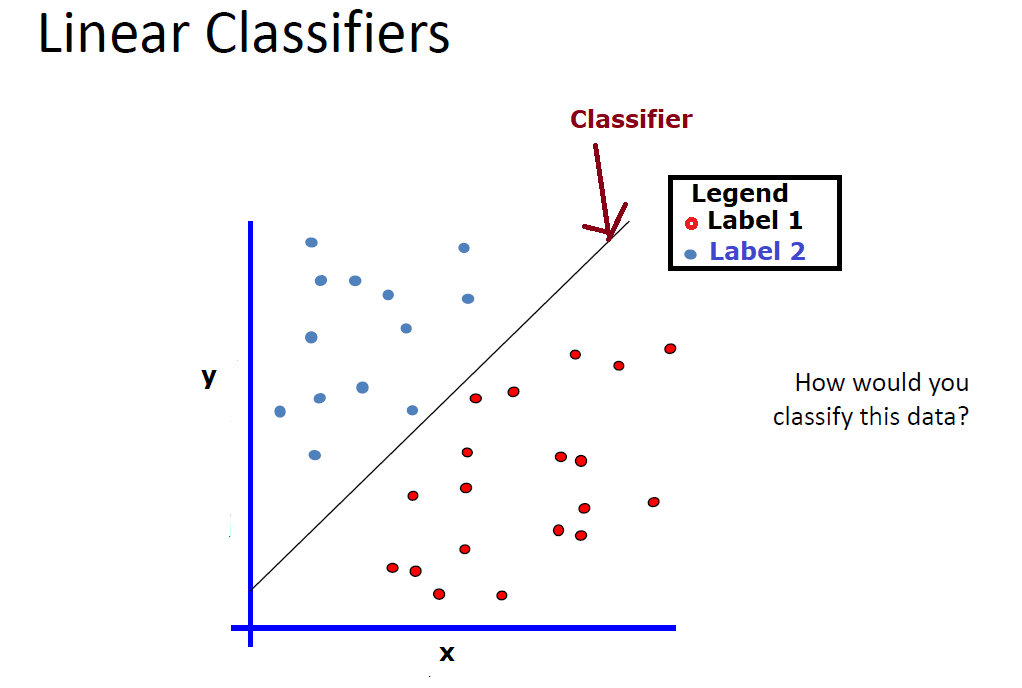 Linear Classifiers
Classifier
Legend
Label 1
Label 2
y
How would you
classify this data?
x